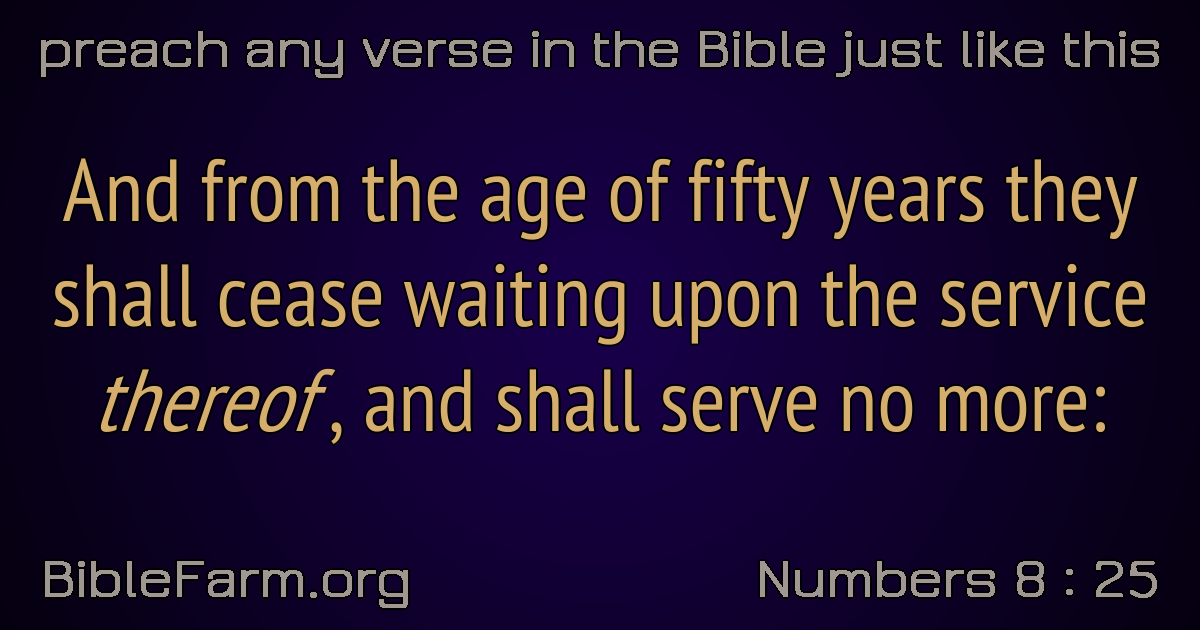 preach any verse in the Bible just like this
And from the age of fifty years they
shall cease waiting upon the service
thereof , and shall serve no more:
BibleFarm.org
Numbers 8 : 25